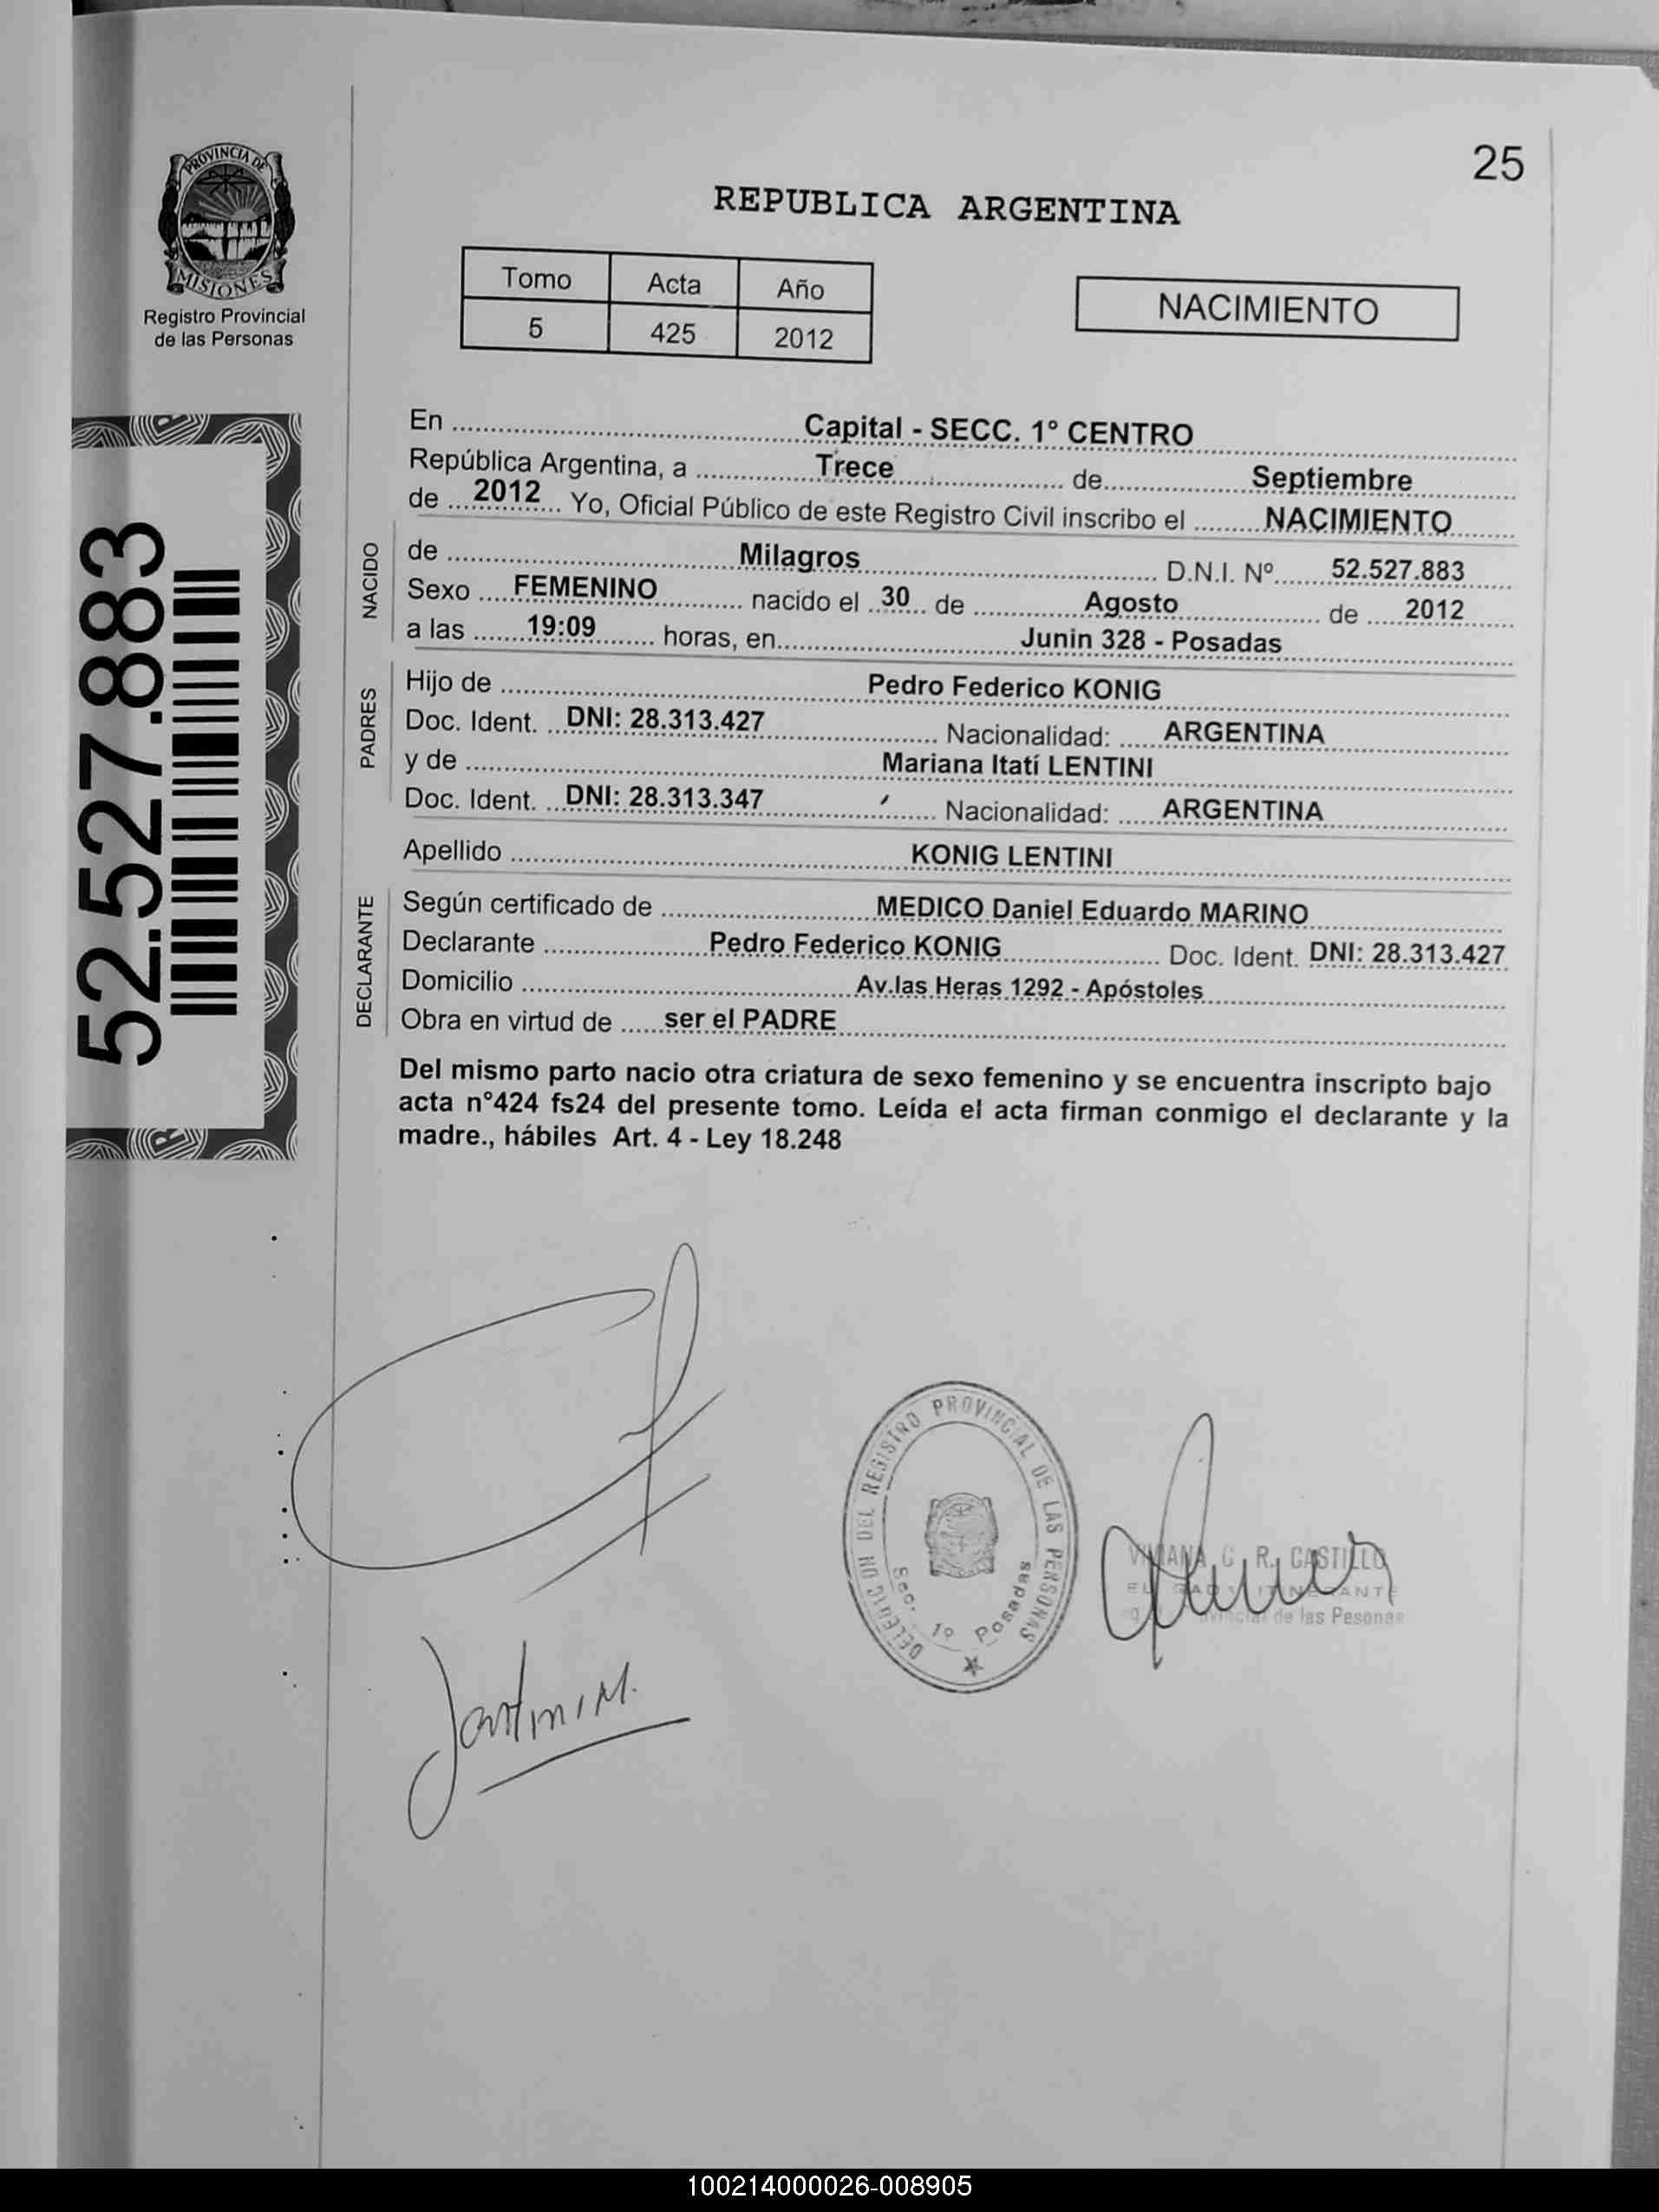 25
PROVINCIA DE
MISIONES
Registro Provincial
de las Personas
REPUBLICA ARGENTINA
Tomo Acta Año
5 425 2012
NACIMIENTO
52.527.883
En Capital - SECC. 1° CENTRO
República Argentina, a Trece de Septiembre
de 2012 Yo, Oficial Público de este Registro Civil inscribo el NACIMIENTO
NACIDO
de Milagros D.N.I. Nº 52.527.883
Sexo FEMENINO nacido el 30 de Agosto de 2012
a las 19:09 horas, en Junin 328 - Posadas
PADRES
Hijo de Pedro Federico KONIG
Doc. Ident. DNI: 28.313.427 Nacionalidad: ARGENTINA
y de Mariana Itatí LENTINI
Doc. Ident. DNI: 28.313.347 Nacionalidad: ARGENTINA
Apellido KONIG LENTINI
DECLARANTE
Según certificado de MEDICO Daniel Eduardo MARINO
Declarante Pedro Federico KONIG Doc. Ident. DNI: 28.313.427
Domicilio Av.las Heras 1292 - Apóstoles
Obra en virtud de ser el PADRE
Del mismo parto nacio otra criatura de sexo femenino y se encuentra inscripto bajo
acta n°424 fs24 del presente tomo. Leída el acta firman conmigo el declarante y la
madre., hábiles Art. 4 - Ley 18.248
DEL REGISTRO PROVINCIAL DE LAS PERSONAS
Sec. 1º Posadas
R. CASTILLO
de las Pesonas
Lentini M.
100214000026-008905